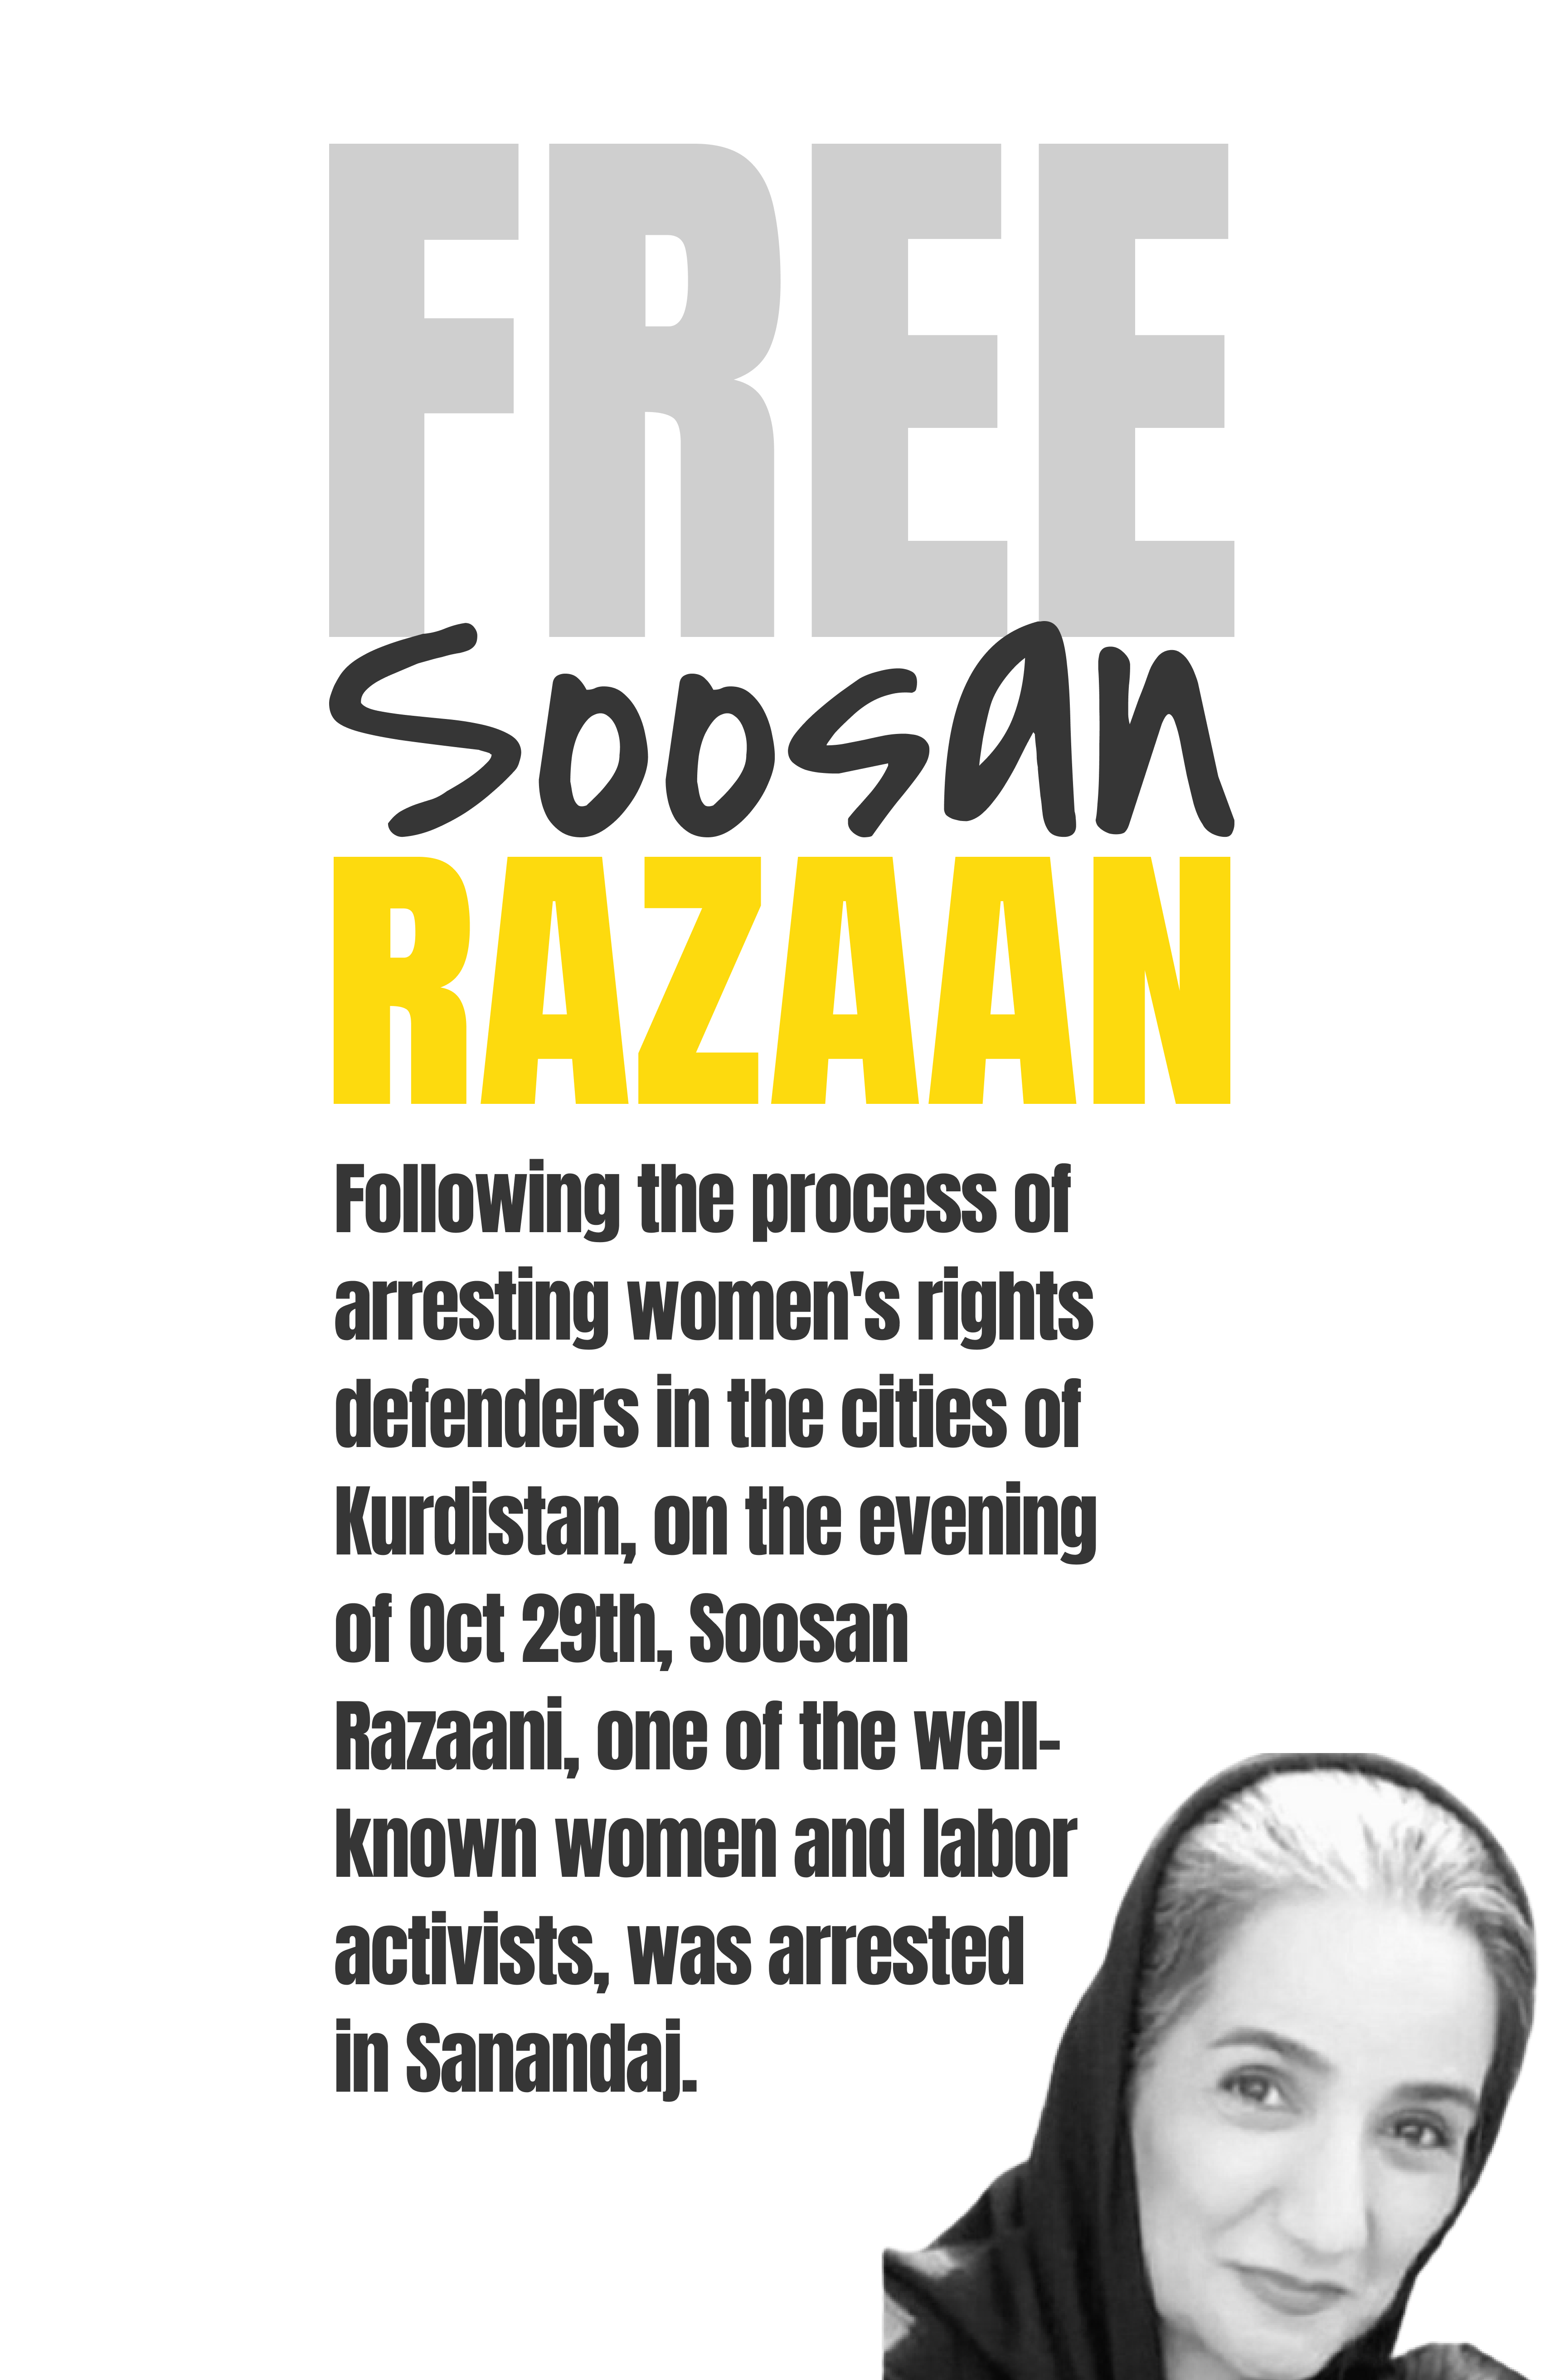 FREE
Soosan
RAZAAN
Following the process of
arresting women's rights
defenders in the cities of
Kurdistan, on the evening
of Oct 29th, Soosan
Razaani, one of the well-
known women and labor
activists, was arrested
in Sanandaj.